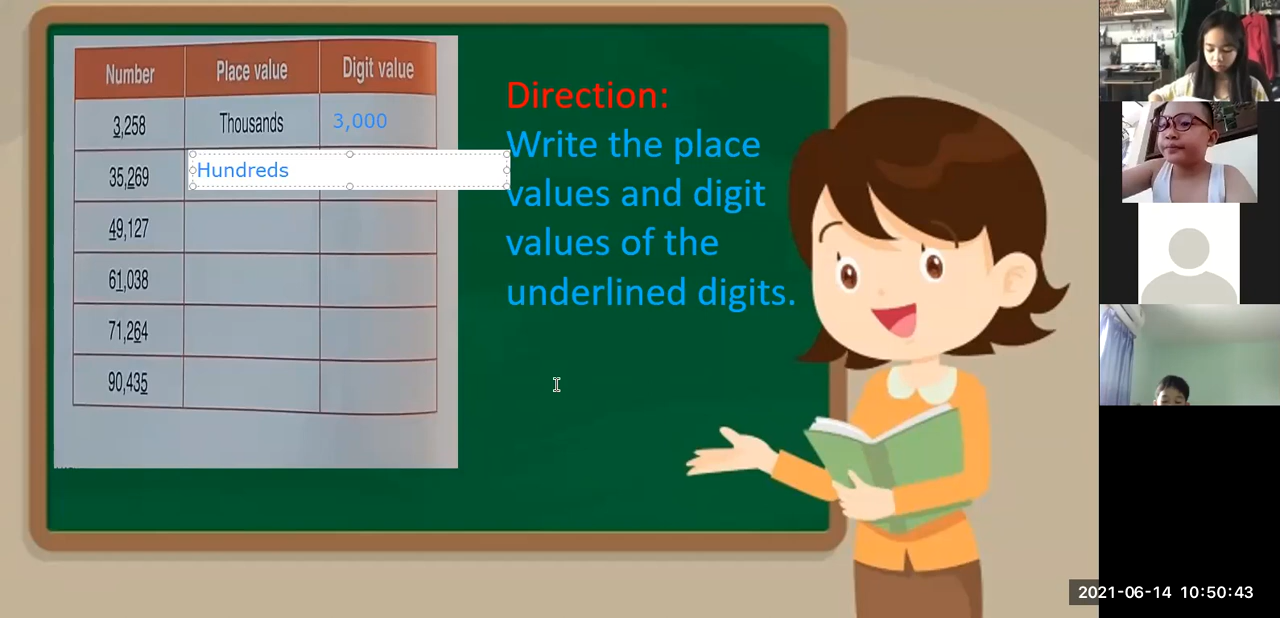 Number Place value Digit value
3,258 Thousands 3,000
35,269 Hundreds
49,127
61,038
71,264
90,435
Direction:
Write the place
values and digit
values of the
underlined digits.
2021-06-14 10:50:43